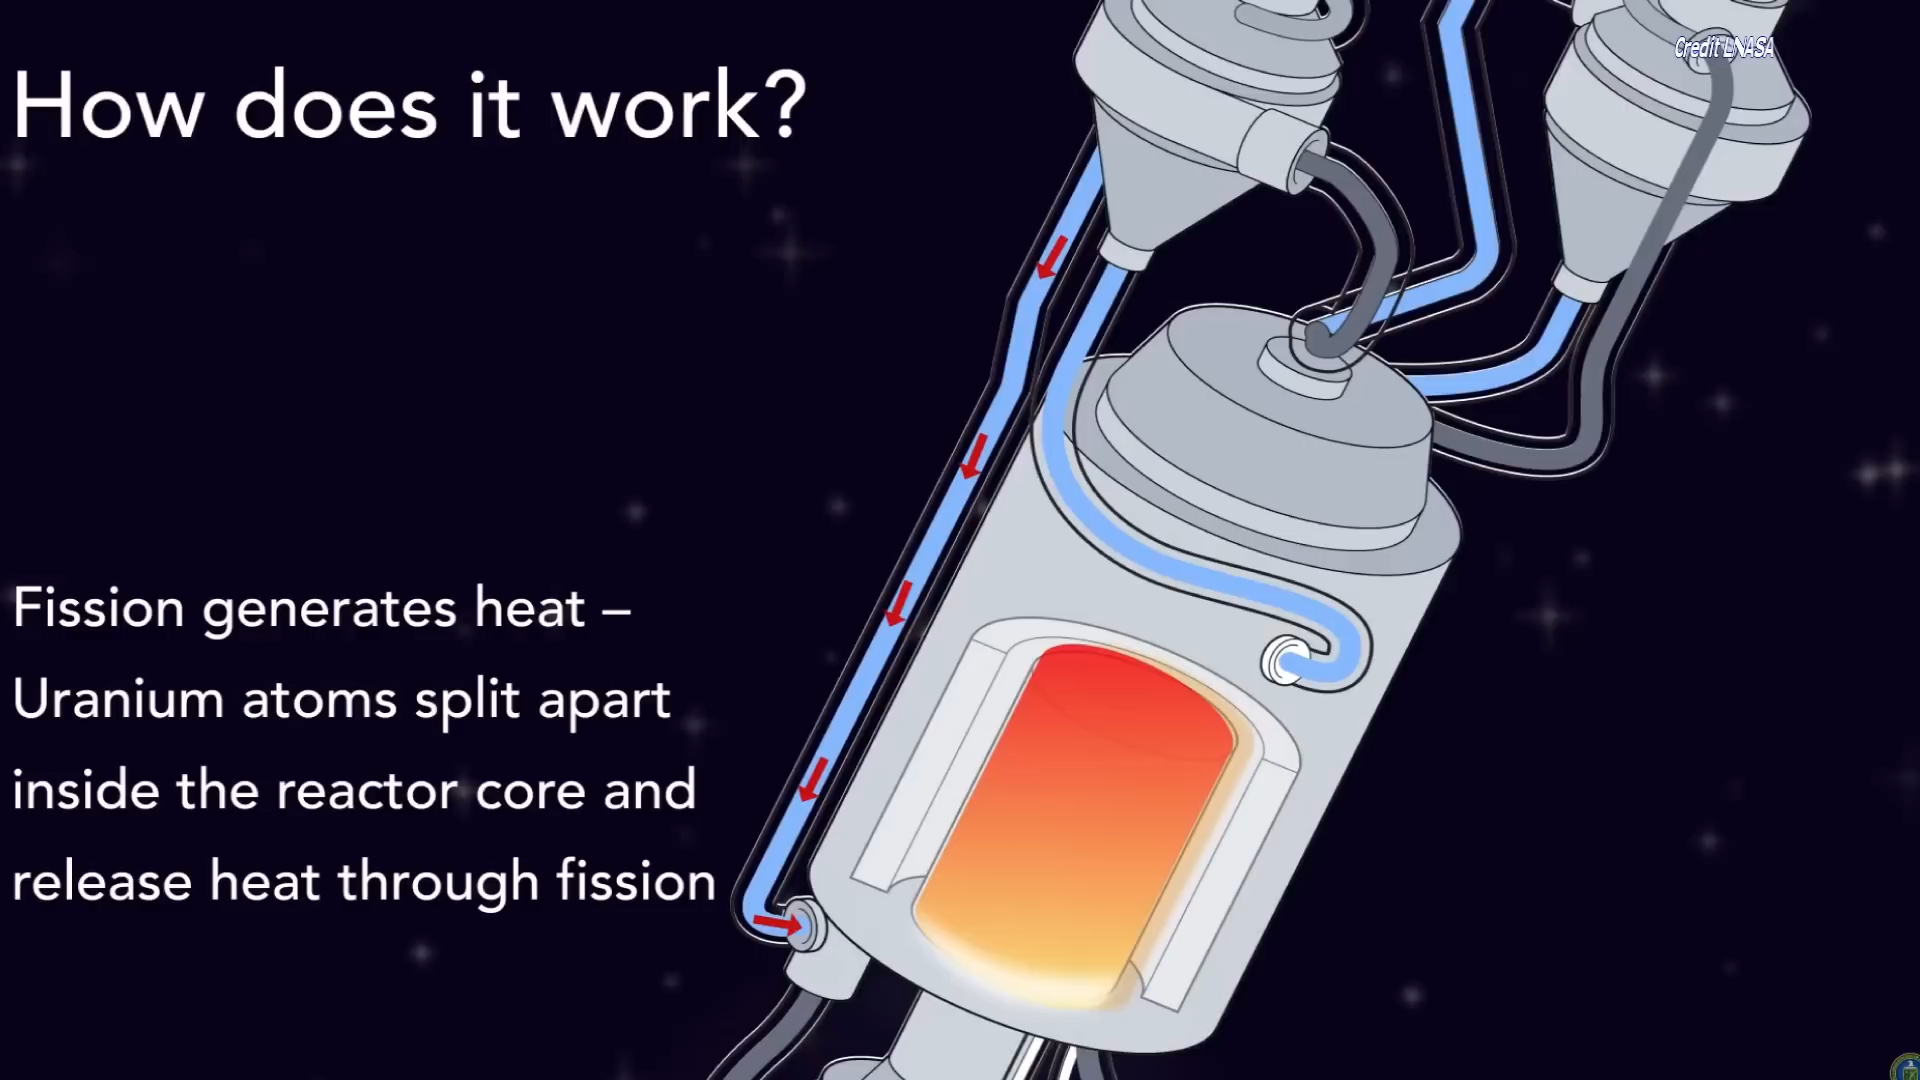 Credit LNASA
How does it work?
Fission generates heat –
Uranium atoms split apart
inside the reactor core and
release heat through fission